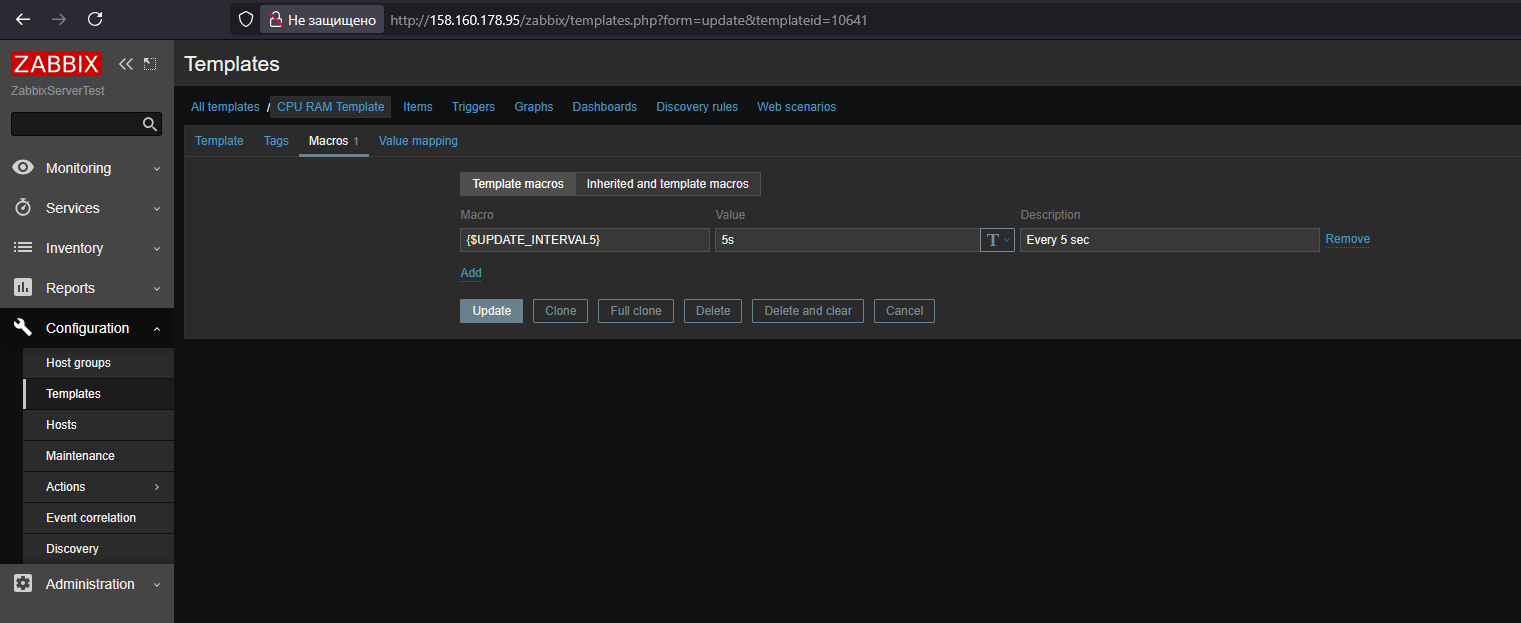 Не защищено http://158.160.178.95/zabbix/templates.php?form=update&templateid=10641
ZABBIX
ZabbixServerTest
Monitoring
Services
Inventory
Reports
Configuration
Host groups
Templates
Hosts
Maintenance
Actions
Event correlation
Discovery
Administration
Templates
All templates / CPU RAM Template Items Triggers Graphs Dashboards Discovery rules Web scenarios
Template Tags Macros 1 Value mapping
Template macros Inherited and template macros
Macro Value Description
{$UPDATE_INTERVAL5} 5s T Every 5 sec Remove
Add
Update Clone Full clone Delete Delete and clear Cancel